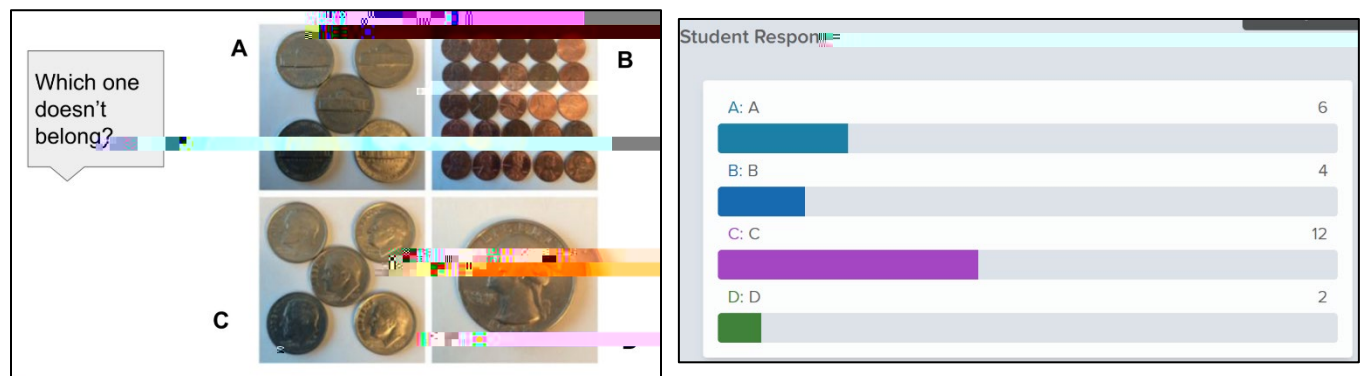 Which one
doesn't
belong?
A
B
C
Student Respon
A: A
6
B: B
4
C: C
12
D: D
2